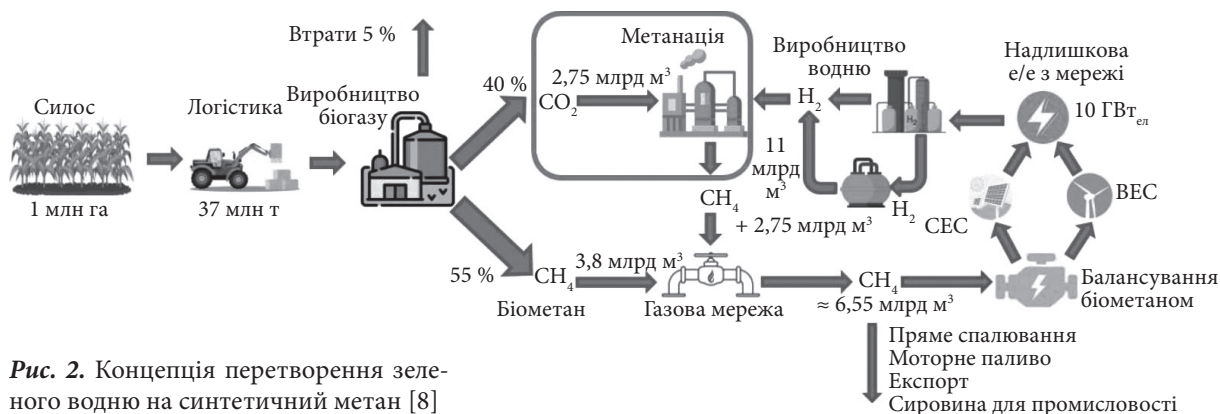 Втрати 5 %
Силос
1 млн га
Логістика
37 млн т
Виробництво
біогазу
40 %
CO2
2,75 млрд м³
Метанація
H2
Виробництво
водню
H2
Надлишкова
е/е з мережі
10 ГВтел
11
млрд
м³
H2
СЕС
ВЕС
CH4
+ 2,75 млрд м³
55 %
CH4
Біометан
3,8 млрд м³
Газова мережа
CH4
≈ 6,55 млрд м³
Балансування
біометаном
Пряме спалювання
Моторне паливо
Експорт
Сировина для промисловості
Рис. 2. Концепція перетворення зеле-
ного водню на синтетичний метан [8]